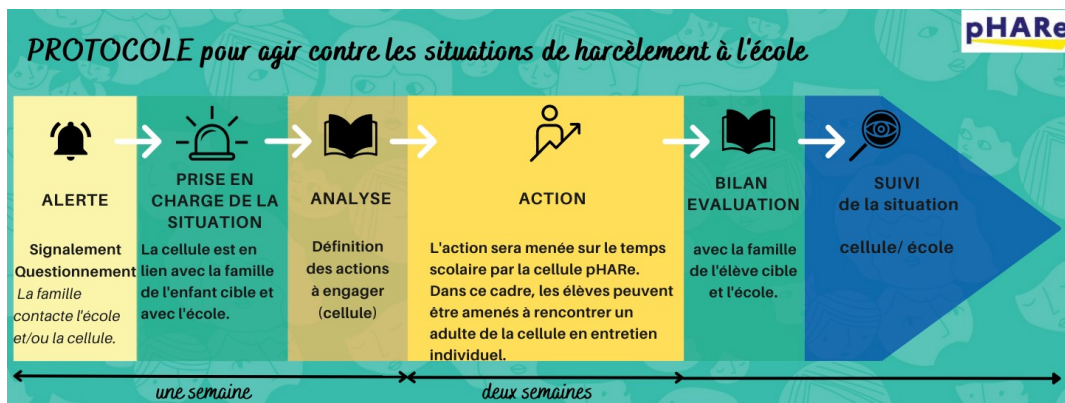 PROTOCOLE pour agir contre les situations de harcèlement à l'école
pHARe
ALERTE
Signalement
Questionnement
La famille
contacte l'école
et/ou la cellule.
PRISE EN
CHARGE DE LA
SITUATION
La cellule est en
lien avec la famille
de l'enfant cible et
avec l'école.
ANALYSE
Définition
des actions
à engager
(cellule)
ACTION
L'action sera menée sur le temps
scolaire par la cellule pHARe.
Dans ce cadre, les élèves peuvent
être amenés à rencontrer un
adulte de la cellule en entretien
individuel.
BILAN
EVALUATION
avec la famille
de l'élève cible
et l'école.
SUIVI
de la situation
cellule/ école
une semaine
deux semaines